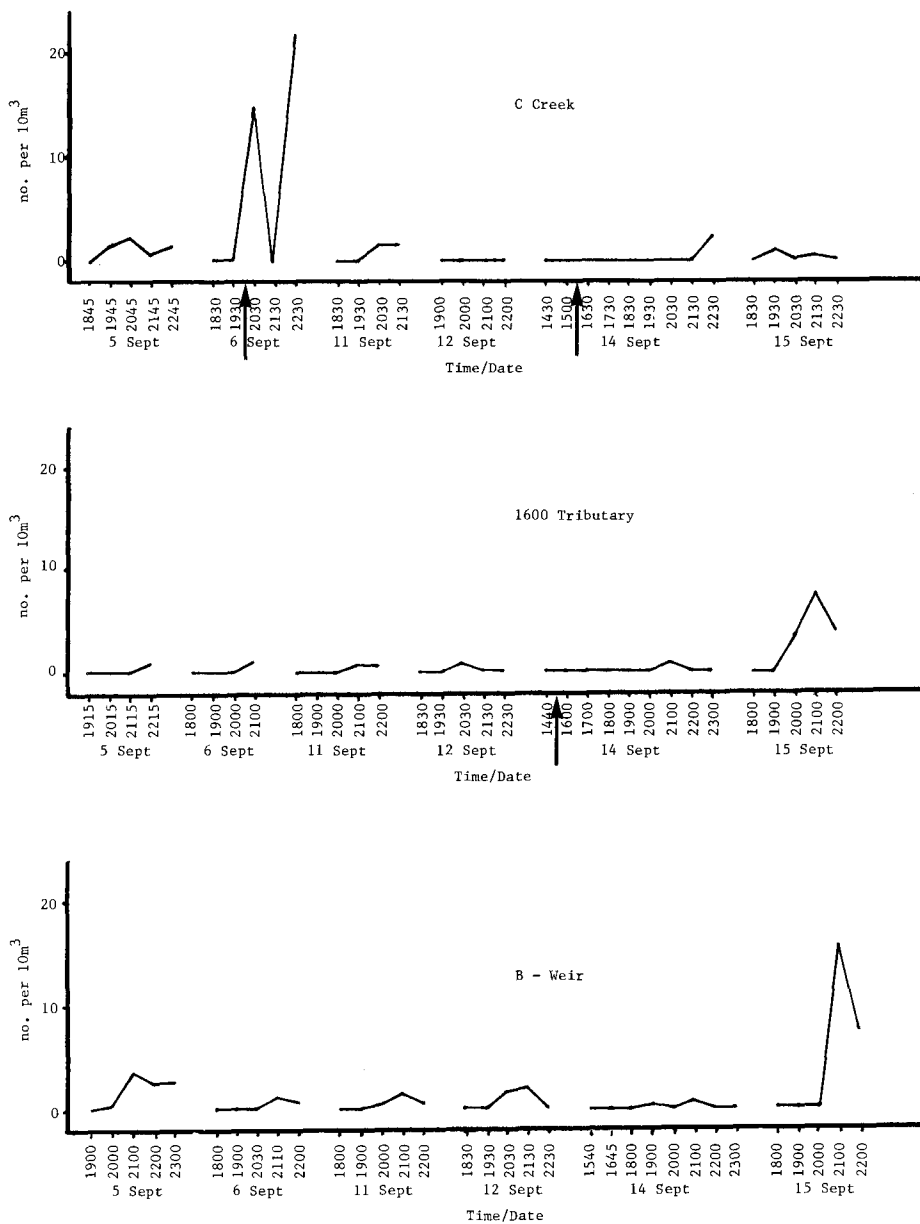 no. per 10m3
20
10
0
C Creek
1845 1945 2045 2145 2245 1830 1930 2030 2130 2230 1830 1930 2030 2130 1900 2000 2100 2200 1430 1500 1630 1730 1830 1930 2030 2130 2230 1830 1930 2030 2130 2230
5 Sept 6 Sept 11 Sept 12 Sept 14 Sept 15 Sept
Time/Date
no. per 10m3
20
10
0
1600 Tributary
1915 2015 2115 2215 1800 1900 2000 2100 1800 1900 2000 2100 2200 1830 1930 2030 2130 2230 1440 1600 1700 1800 1900 2000 2100 2200 2300 1800 1900 2000 2100 2200
5 Sept 6 Sept 11 Sept 12 Sept 14 Sept 15 Sept
Time/Date
no. per 10m3
20
10
0
B - Weir
1900 2000 2115 2200 2300 1800 1900 2030 2110 2200 1800 1900 2000 2100 2200 1830 1930 2030 2130 2230 1540 1645 1800 1900 2000 2100 2200 2300 1800 1900 2000 2100 2200
5 Sept 6 Sept 11 Sept 12 Sept 14 Sept 15 Sept
Time/Date